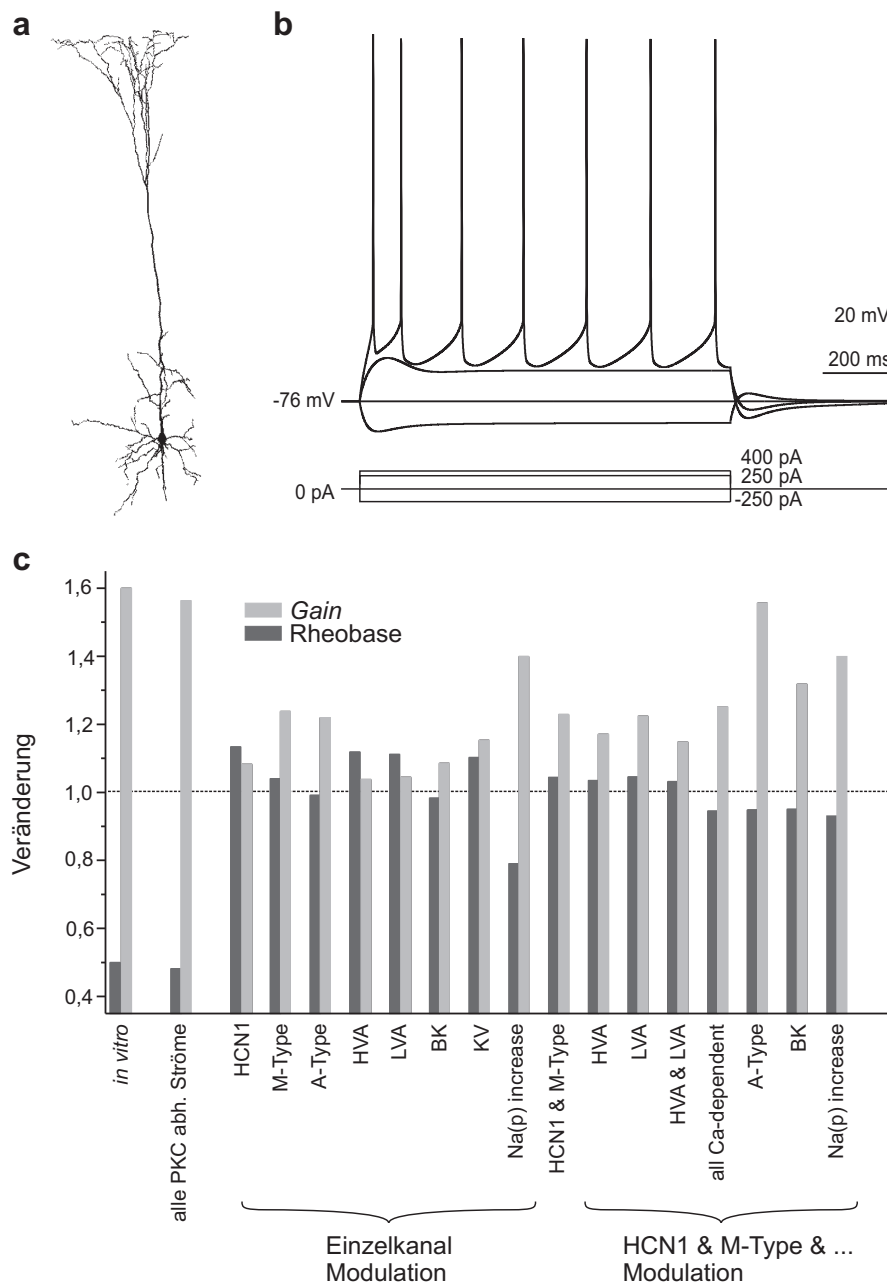 a
b
20 mV
200 ms
-76 mV
400 pA
250 pA
0 pA
-250 pA
c
1,6
1,4
1,2
1,0
0,8
0,6
0,4
Veränderung
Gain
Rheobase
in vitro
alle PKC abh. Ströme
HCN1
M-Type
A-Type
HVA
LVA
BK
KV
Na(p) increase
HCN1 & M-Type
HVA
LVA
HVA & LVA
all Ca-dependent
A-Type
BK
Na(p) increase
Einzelkanal
Modulation
HCN1 & M-Type & ...
Modulation